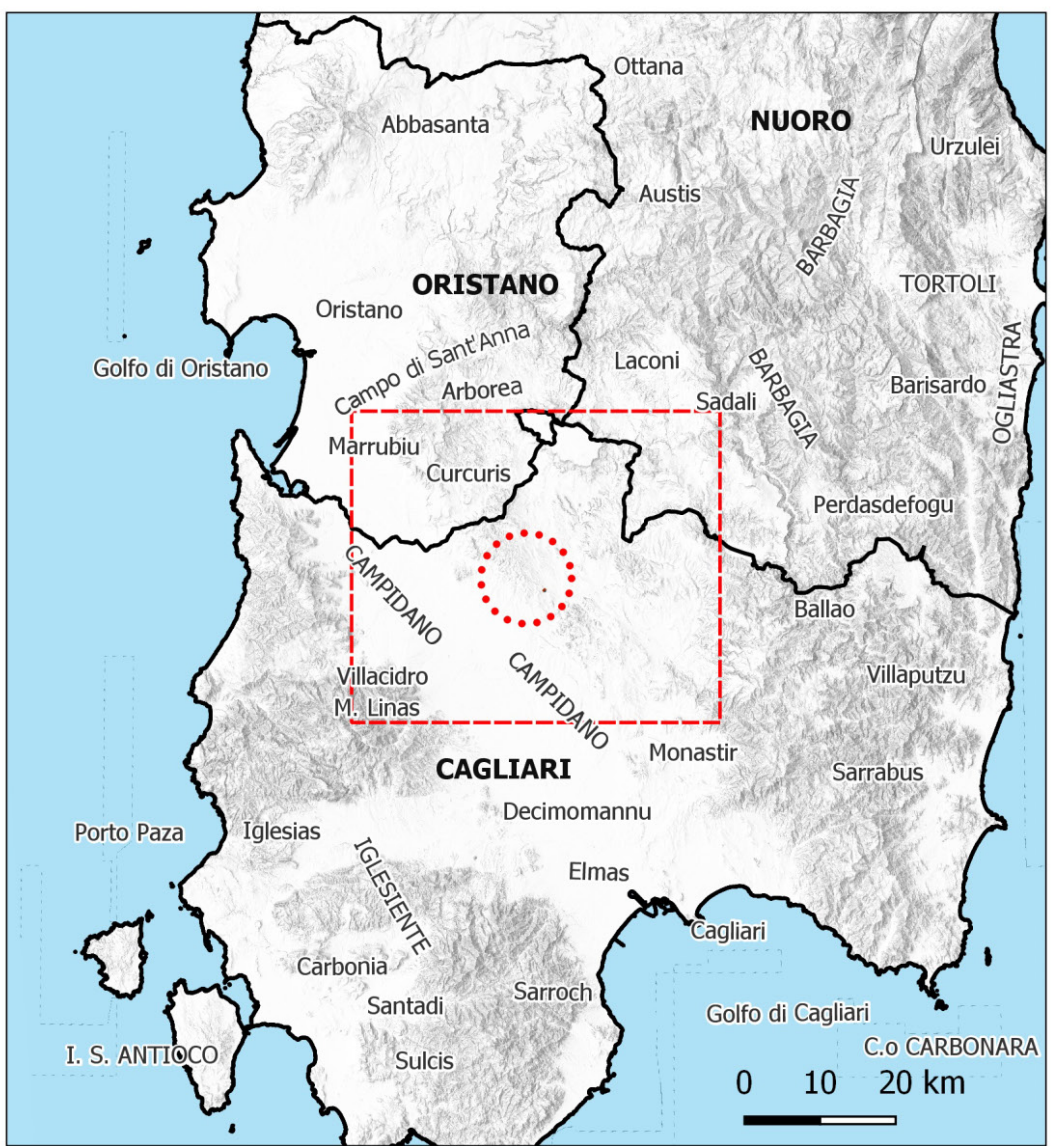 Ottana
Abbasanta
NUORO
Urzulei
Austis
BARBAGIA
ORISTANO
TORTOLI
Oristano
Golfo di Oristano
Campo di Sant'Anna
Laconi
BARBAGIA
OGLIASTRA
Arborea
Sadali
Barisardo
Marrubiu
Curcuris
Perdasdefogu
CAMPIDANO
Ballao
Villacidro
CAMPIDANO
Villaputzu
M. Linas
Monastir
CAGLIARI
Sarrabus
Decimomannu
Porto Paza
Iglesias
IGLESIENTE
Elmas
Cagliari
Carbonia
Santadi
Sarroch
Golfo di Cagliari
I. S. ANTIOCO
Sulcis
C.o CARBONARA
0 10 20 km